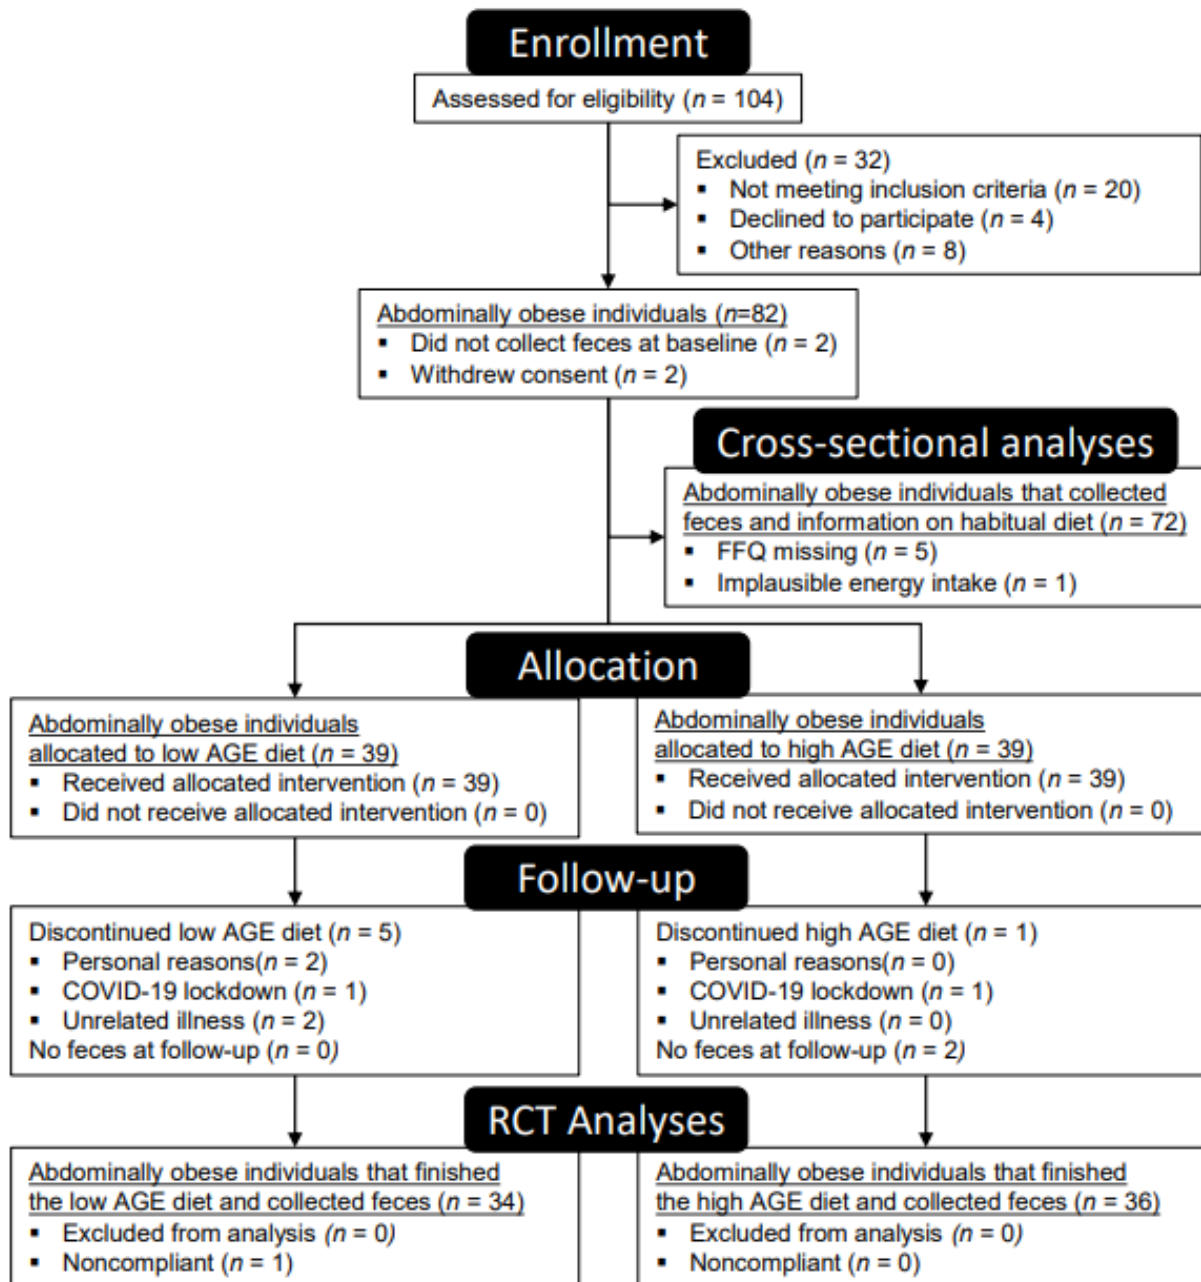 Enrollment
Assessed for eligibility (n = 104)
Excluded (n = 32)
▪ Not meeting inclusion criteria (n = 20)
▪ Declined to participate (n = 4)
▪ Other reasons (n = 8)
Abdominally obese individuals (n=82)
▪ Did not collect feces at baseline (n = 2)
▪ Withdrew consent (n = 2)
Cross-sectional analyses
Abdominally obese individuals that collected
feces and information on habitual diet (n = 72)
▪ FFQ missing (n = 5)
▪ Implausible energy intake (n = 1)
Allocation
Abdominally obese individuals
allocated to low AGE diet (n = 39)
▪ Received allocated intervention (n = 39)
▪ Did not receive allocated intervention (n = 0)
Abdominally obese individuals
allocated to high AGE diet (n = 39)
▪ Received allocated intervention (n = 39)
▪ Did not receive allocated intervention (n = 0)
Follow-up
Discontinued low AGE diet (n = 5)
▪ Personal reasons(n = 2)
▪ COVID-19 lockdown (n = 1)
▪ Unrelated illness (n = 2)
No feces at follow-up (n = 0)
Discontinued high AGE diet (n = 1)
▪ Personal reasons(n = 0)
▪ COVID-19 lockdown (n = 1)
▪ Unrelated illness (n = 0)
No feces at follow-up (n = 2)
RCT Analyses
Abdominally obese individuals that finished
the low AGE diet and collected feces (n = 34)
▪ Excluded from analysis (n = 0)
▪ Noncompliant (n = 1)
Abdominally obese individuals that finished
the high AGE diet and collected feces (n = 36)
▪ Excluded from analysis (n = 0)
▪ Noncompliant (n = 0)